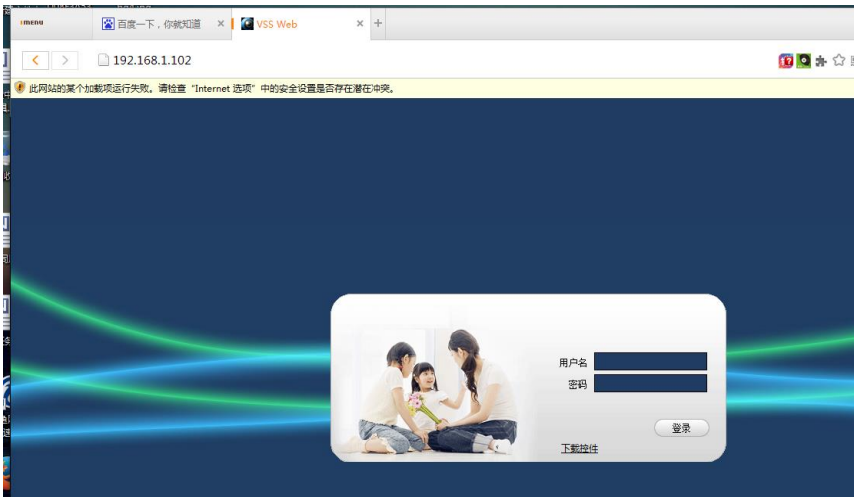 MENU
百度一下，你就知道
VSS Web
192.168.1.102
此网站的某个加载项运行失败。请检查“Internet 选项”中的安全设置是否存在潜在冲突。
用户名
密码
登录
下载控件